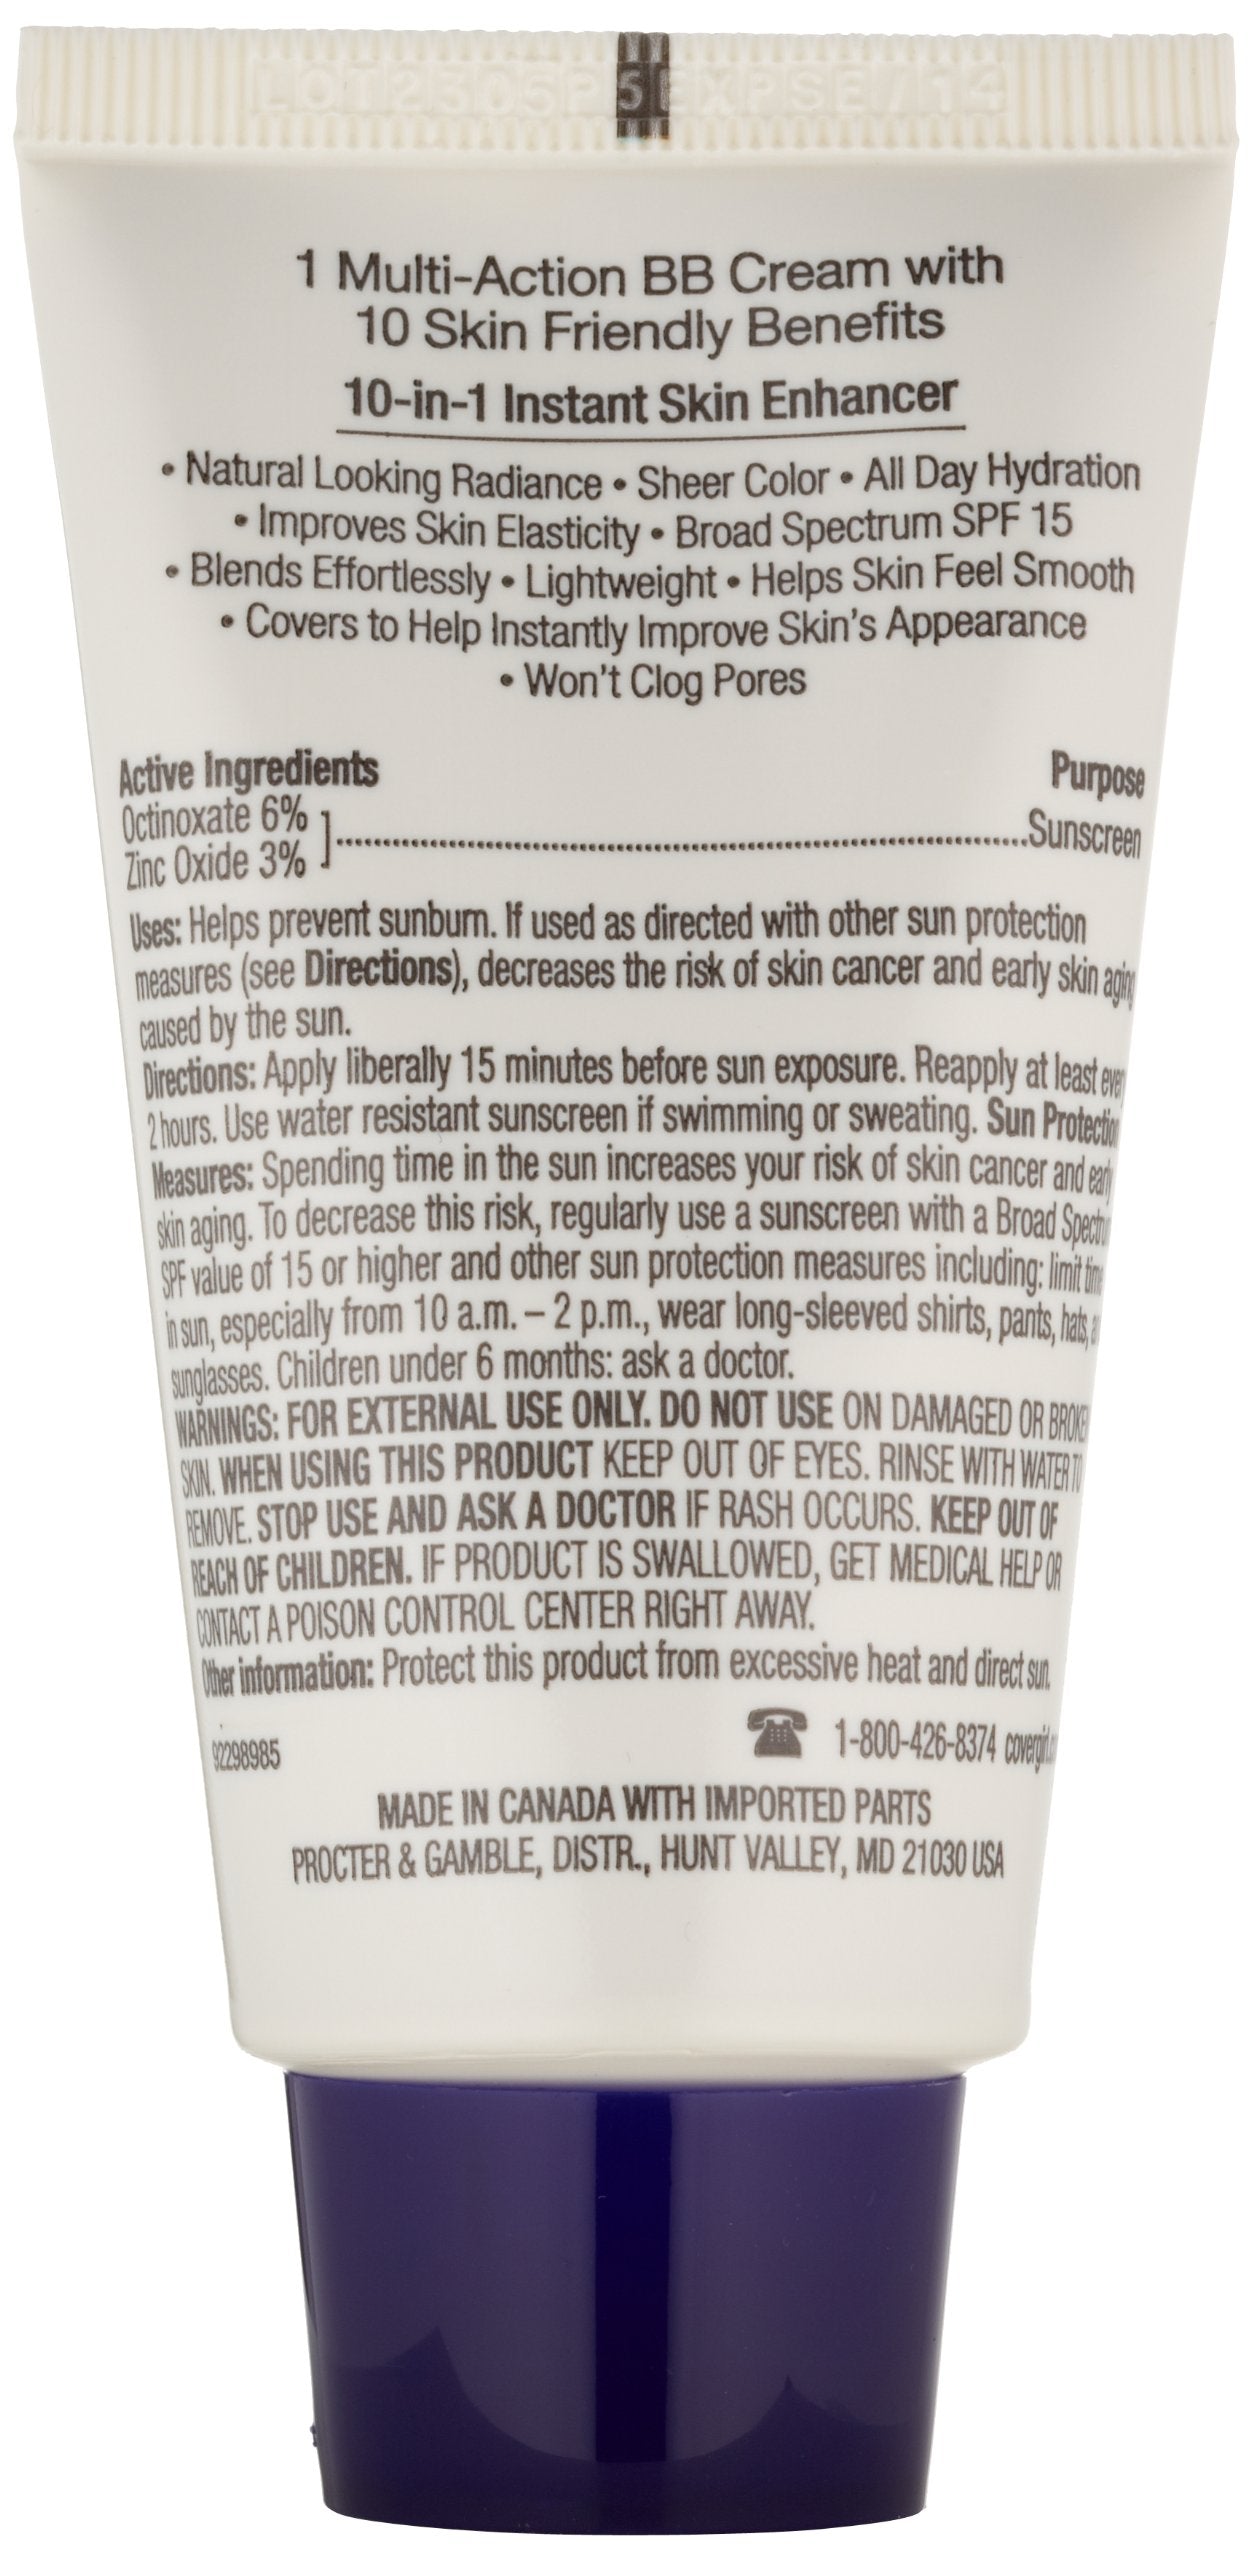 LOT2305P5EXPSE/14
1 Multi-Action BB Cream with
10 Skin Friendly Benefits
10-in-1 Instant Skin Enhancer
• Natural Looking Radiance • Sheer Color • All Day Hydration
• Improves Skin Elasticity • Broad Spectrum SPF 15
• Blends Effortlessly • Lightweight • Helps Skin Feel Smooth
• Covers to Help Instantly Improve Skin's Appearance
• Won't Clog Pores
Active Ingredients Purpose
Octinoxate 6%
Zinc Oxide 3% ] ........ Sunscreen
Uses: Helps prevent sunburn. If used as directed with other sun protection
measures (see Directions), decreases the risk of skin cancer and early skin aging
caused by the sun.
Directions: Apply liberally 15 minutes before sun exposure. Reapply at least every
2 hours. Use water resistant sunscreen if swimming or sweating. Sun Protection
Measures: Spending time in the sun increases your risk of skin cancer and early
skin aging. To decrease this risk, regularly use a sunscreen with a Broad Spectru
SPF value of 15 or higher and other sun protection measures including: limit time
in sun, especially from 10 a.m. – 2 p.m., wear long-sleeved shirts, pants, hats,
sunglasses. Children under 6 months: ask a doctor.
WARNINGS: FOR EXTERNAL USE ONLY. DO NOT USE ON DAMAGED OR BROKEN
SKIN. WHEN USING THIS PRODUCT KEEP OUT OF EYES. RINSE WITH WATER TO
REMOVE. STOP USE AND ASK A DOCTOR IF RASH OCCURS. KEEP OUT OF
REACH OF CHILDREN. IF PRODUCT IS SWALLOWED, GET MEDICAL HELP OR
CONTACT A POISON CONTROL CENTER RIGHT AWAY.
Other information: Protect this product from excessive heat and direct sun.
92298985 1-800-426-8374 covergirl.co
MADE IN CANADA WITH IMPORTED PARTS
PROCTER & GAMBLE, DISTR., HUNT VALLEY, MD 21030 USA